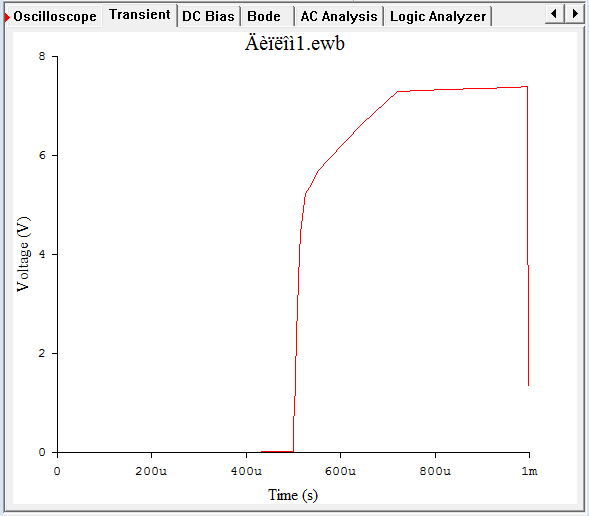 Oscilloscope Transient DC Bias Bode AC Analysis Logic Analyzer
Äèïëîì1.ewb
8
6
4
2
0
Voltage (V)
0 200u 400u 600u 800u 1m
Time (s)